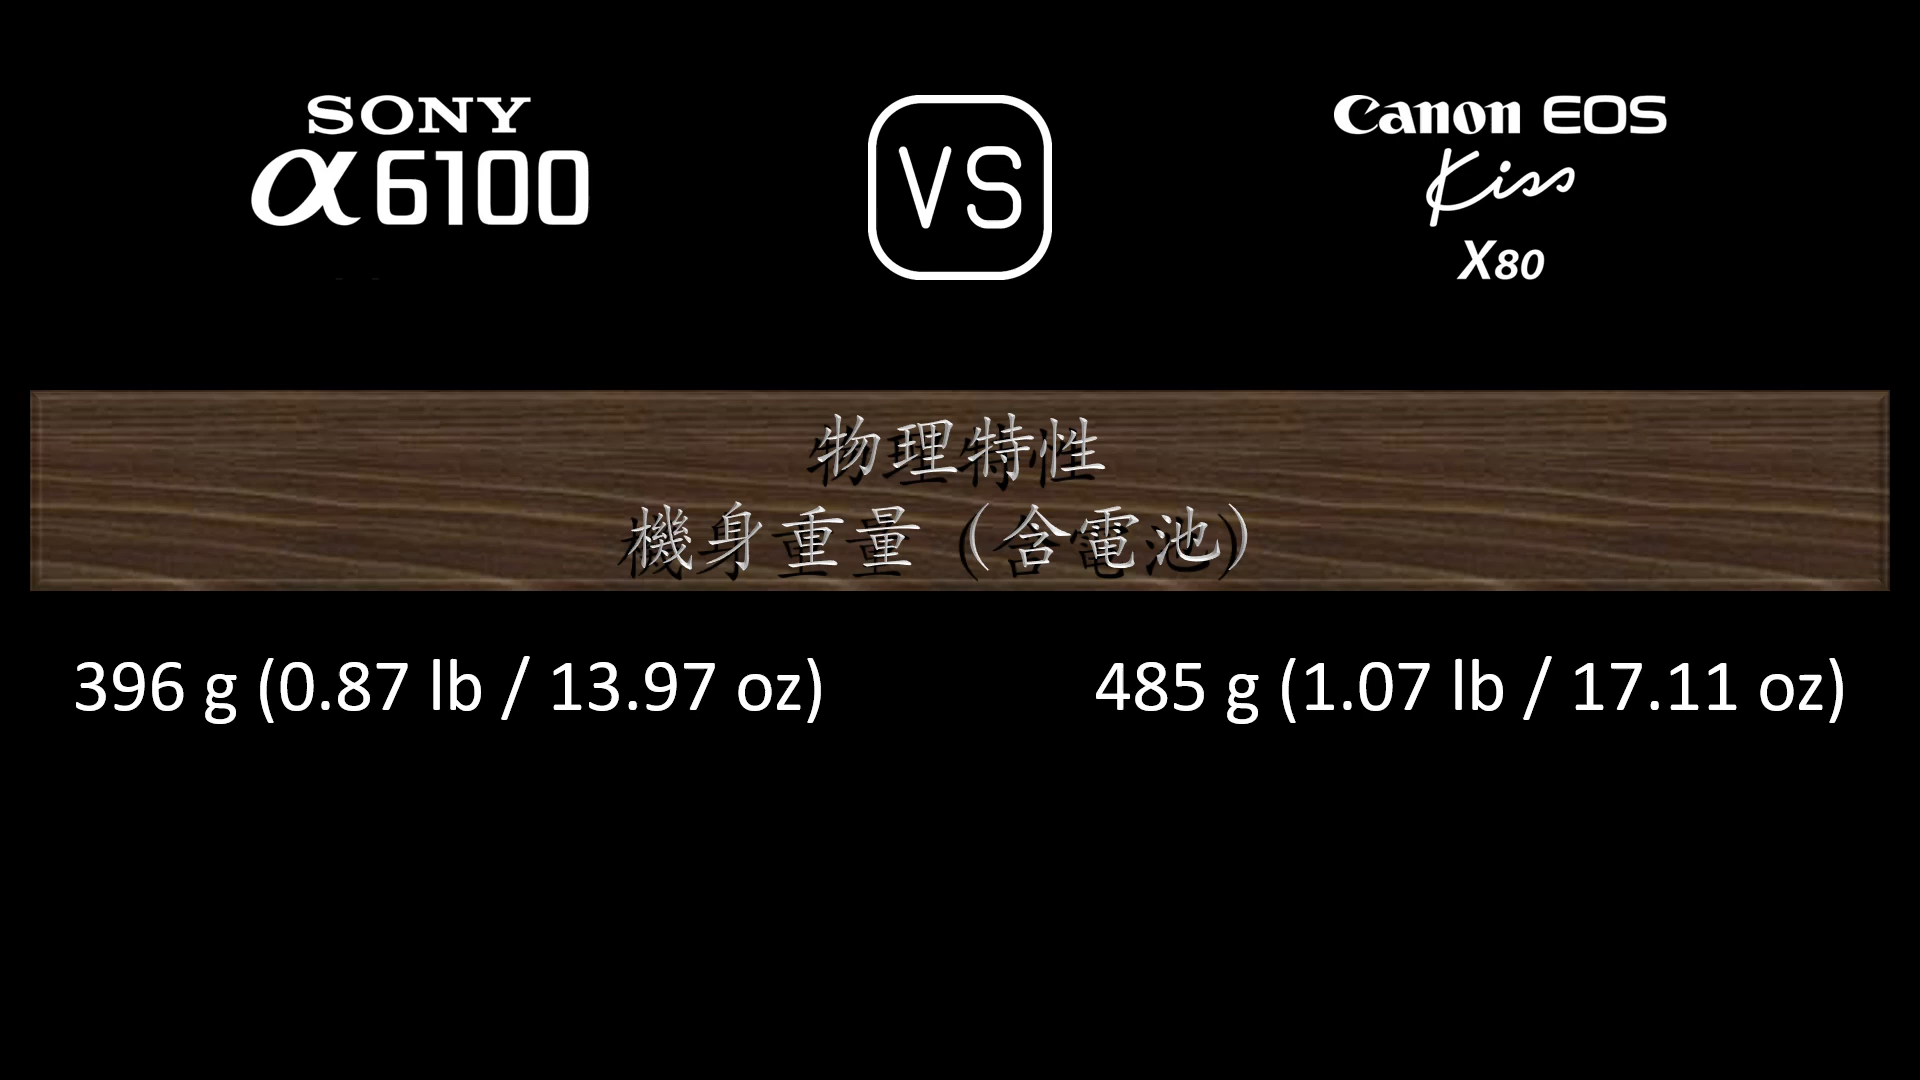 SONY
α6100
VS
Canon EOS
Kiss
X80
物理特性
機身重量（含電池）
396 g (0.87 lb / 13.97 oz)
485 g (1.07 lb / 17.11 oz)